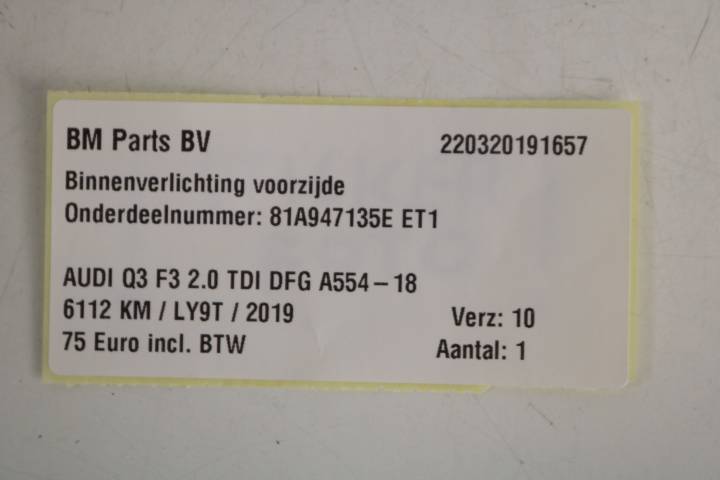 BM Parts BV 220320191657
Binnenverlichting voorzijde
Onderdeelnummer: 81A947135E ET1
AUDI Q3 F3 2.0 TDI DFG A554-18
6112 KM / LY9T / 2019 Verz: 10
75 Euro incl. BTW Aantal: 1